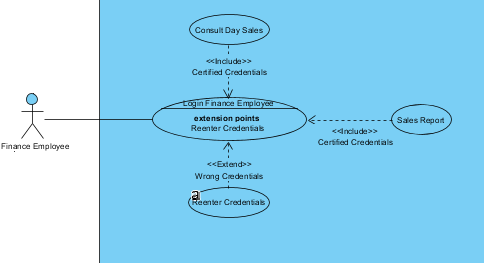 Consult Day Sales
<<Include>>
Certified Credentials
Login Finance Employee
extension points
Reenter Credentials
Finance Employee
Sales Report
<<Include>>
Certified Credentials
<<Extend>>
Wrong Credentials
a
Reenter Credentials